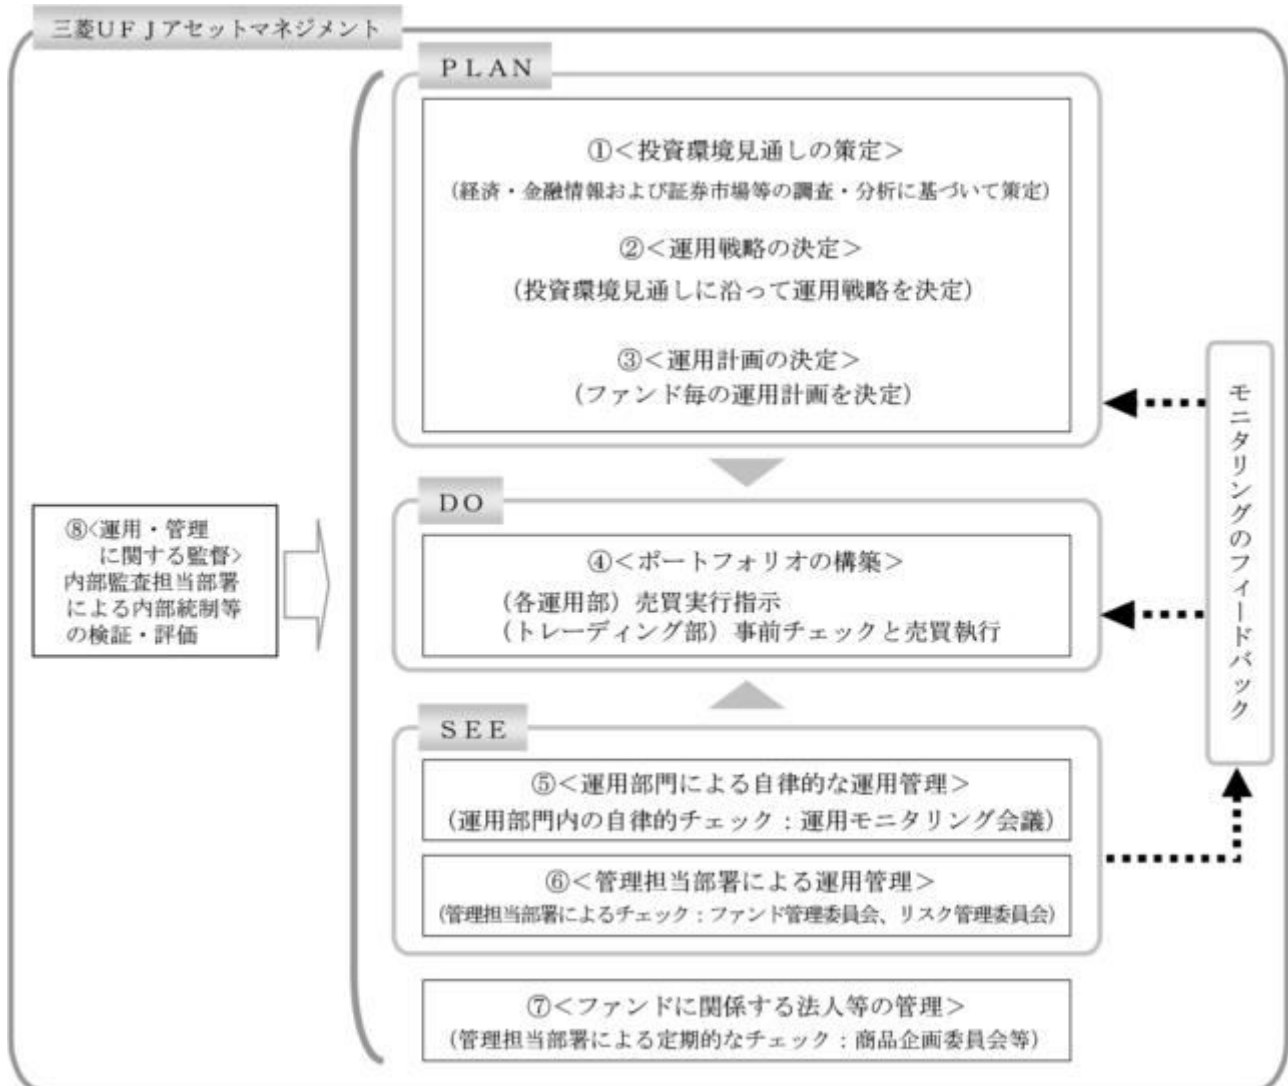 三菱UFJアセットマネジメント
PLAN
①<投資環境見通しの策定>
(経済・金融情報および証券市場等の調査・分析に基づいて策定)
②<運用戦略の決定>
(投資環境見通しに沿って運用戦略を決定)
③<運用計画の決定>
(ファンド毎の運用計画を決定)
DO
④<ポートフォリオの構築>
(各運用部)売買実行指示
(トレーディング部)事前チェックと売買執行
SEE
⑤<運用部門による自律的な運用管理>
(運用部門内の自律的チェック:運用モニタリング会議)
⑥<管理担当部署による運用管理>
(管理担当部署によるチェック:ファンド管理委員会、リスク管理委員会)
⑦<ファンドに関係する法人等の管理>
(管理担当部署による定期的なチェック:商品企画委員会等)
⑧<運用・管理
に関する監督>
内部監査担当部署
による内部統制等
の検証・評価
モニタリングのフィードバック